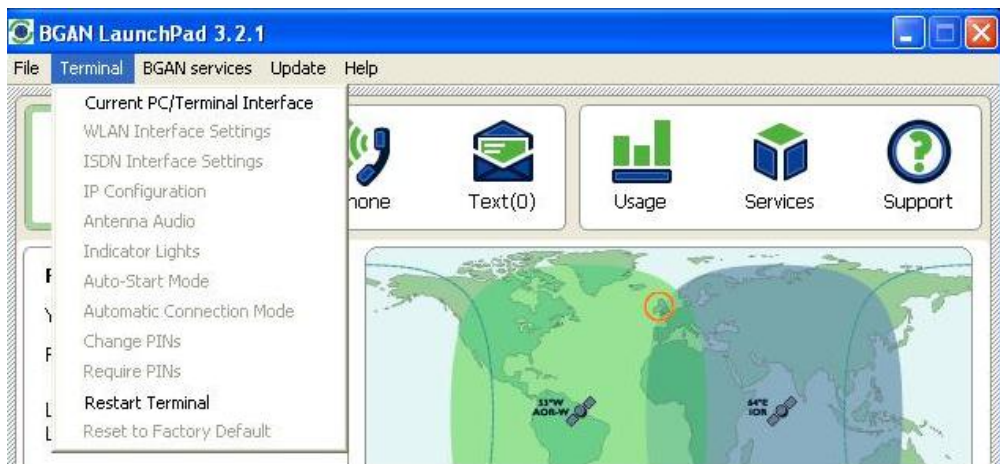 BGAN LaunchPad 3.2.1
File Terminal BGAN services Update Help
Current PC/Terminal Interface
WLAN Interface Settings
ISDN Interface Settings
IP Configuration
Antenna Audio
Indicator Lights
Auto-Start Mode
Automatic Connection Mode
Change PINs
Require PINs
Restart Terminal
Reset to Factory Default
Text(0)
Usage
Services
Support
AOR-W
64°E
IOR